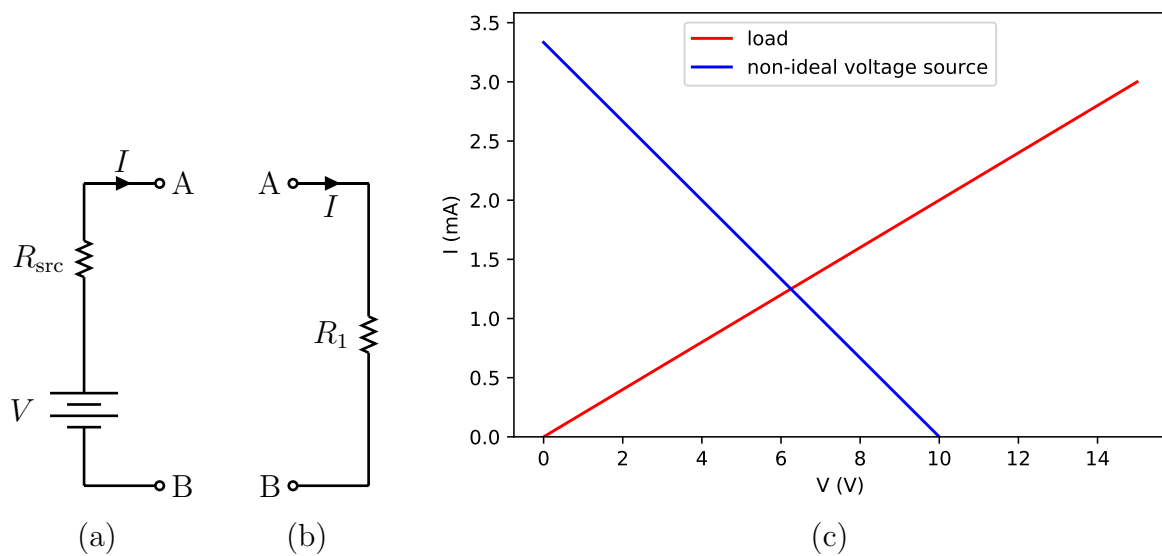 I
A
R_src
V
B
(a)
A
I
R_1
B
(b)
3.5
3.0
2.5
2.0
1.5
1.0
0.5
0.0
I (mA)
load
non-ideal voltage source
0 2 4 6 8 10 12 14
V (V)
(c)